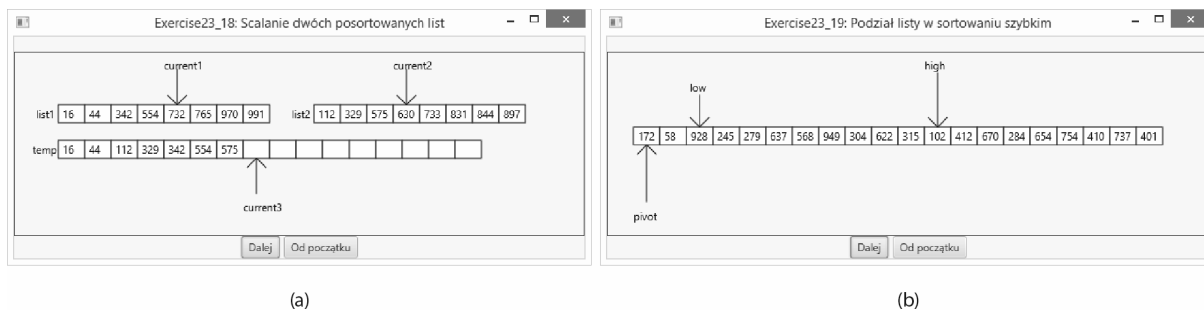 Exercise23_18: Scalanie dwóch posortowanych list
current1
current2
list1 16 44 342 554 732 765 970 991
list2 112 329 575 630 733 831 844 897
temp 16 44 112 329 342 554 575
current3
Dalej Od początku
(a)
Exercise23_19: Podział listy w sortowaniu szybkim
high
low
172 58 928 245 279 637 568 949 304 622 315 102 412 670 284 654 754 410 737 401
pivot
Dalej Od początku
(b)